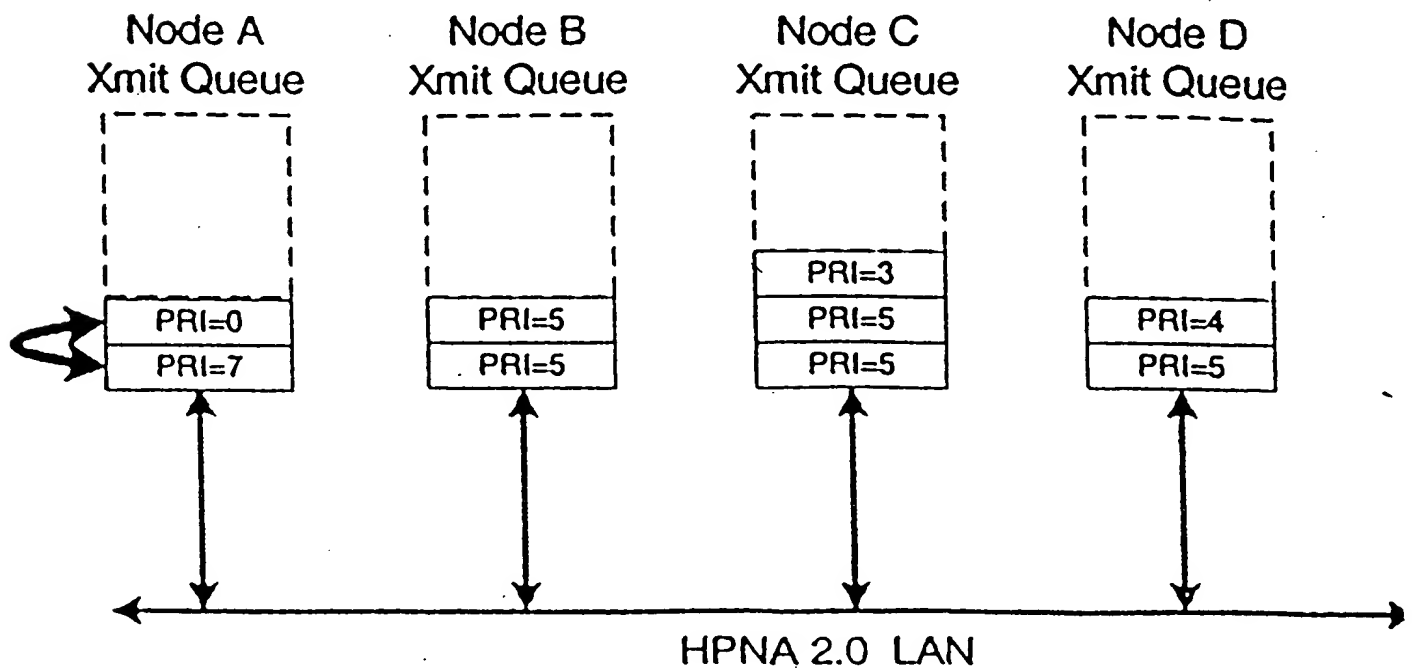 Node A
Xmit Queue
Node B
Xmit Queue
Node C
Xmit Queue
Node D
Xmit Queue
PRI=0
PRI=7
PRI=5
PRI=5
PRI=3
PRI=5
PRI=5
PRI=4
PRI=5
HPNA 2.0 LAN